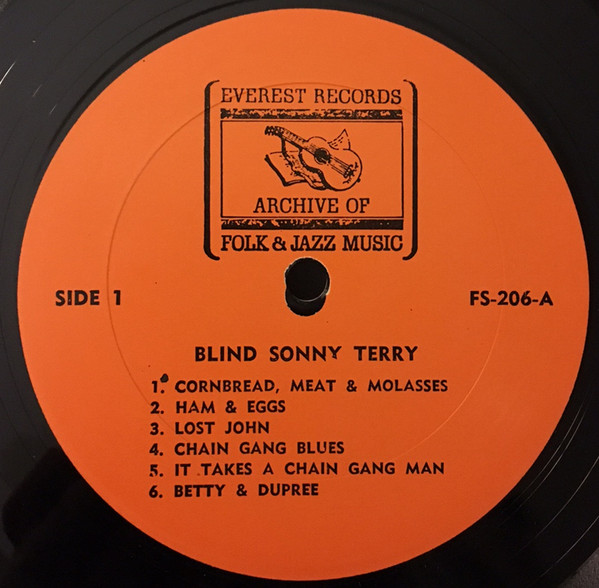 EVEREST RECORDS
ARCHIVE OF
FOLK & JAZZ MUSIC
SIDE 1
FS-206-A
BLIND SONNY TERRY
1. CORNBREAD, MEAT & MOLASSES
2. HAM & EGGS
3. LOST JOHN
4. CHAIN GANG BLUES
5. IT TAKES A CHAIN GANG MAN
6. BETTY & DUPREE